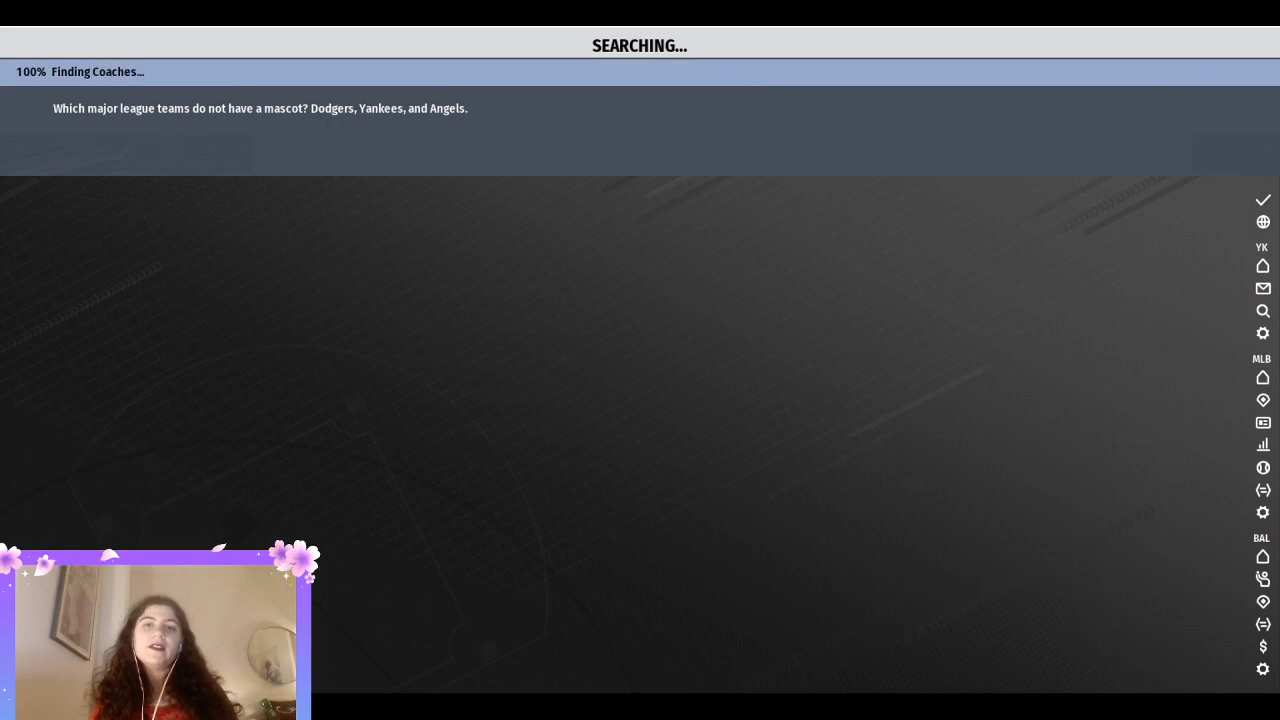 SEARCHING...
100% Finding Coaches...
Which major league teams do not have a mascot? Dodgers, Yankees, and Angels.
YK
MLB
BAL